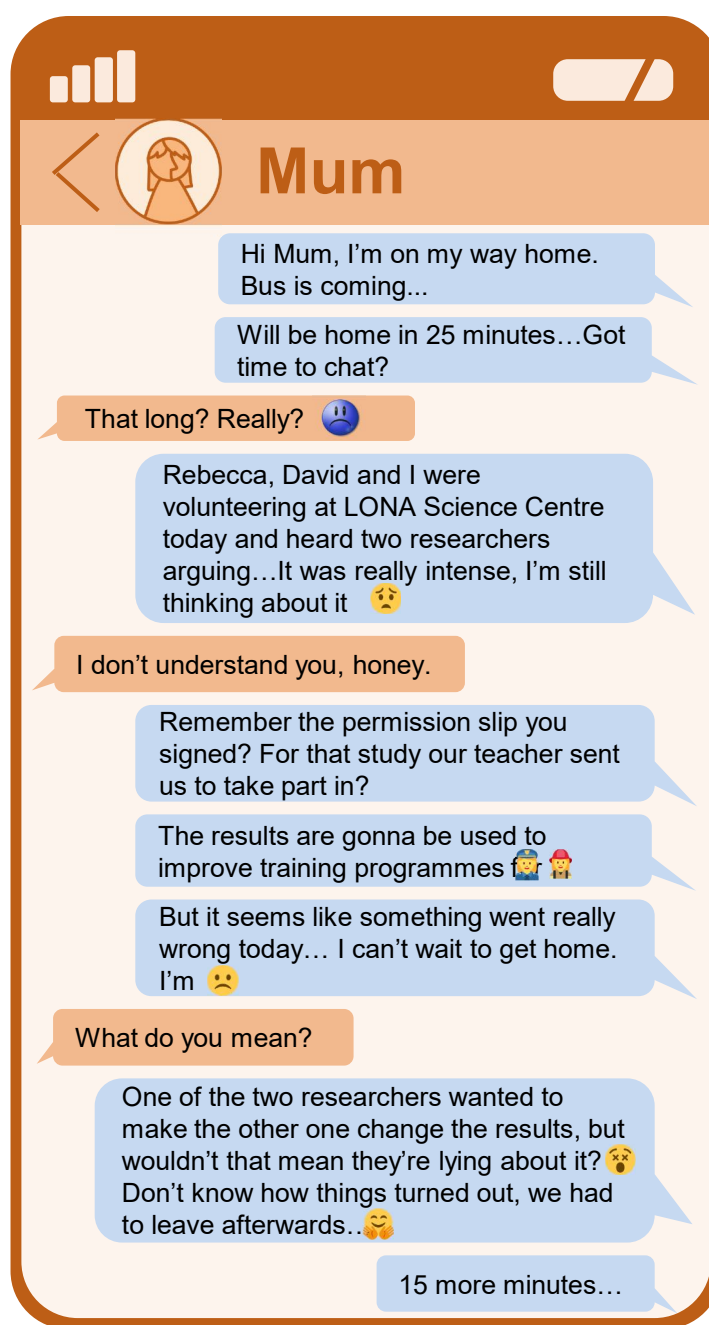 Mum
Hi Mum, I’m on my way home.
Bus is coming...
Will be home in 25 minutes…Got
time to chat?
That long? Really?
Rebecca, David and I were
volunteering at LONA Science Centre
today and heard two researchers
arguing…It was really intense, I’m still
thinking about it
I don’t understand you, honey.
Remember the permission slip you
signed? For that study our teacher sent
us to take part in?
The results are gonna be used to
improve training programmes for
But it seems like something went really
wrong today… I can’t wait to get home.
I’m
What do you mean?
One of the two researchers wanted to
make the other one change the results, but
wouldn’t that mean they’re lying about it?
Don’t know how things turned out, we had
to leave afterwards…
15 more minutes…